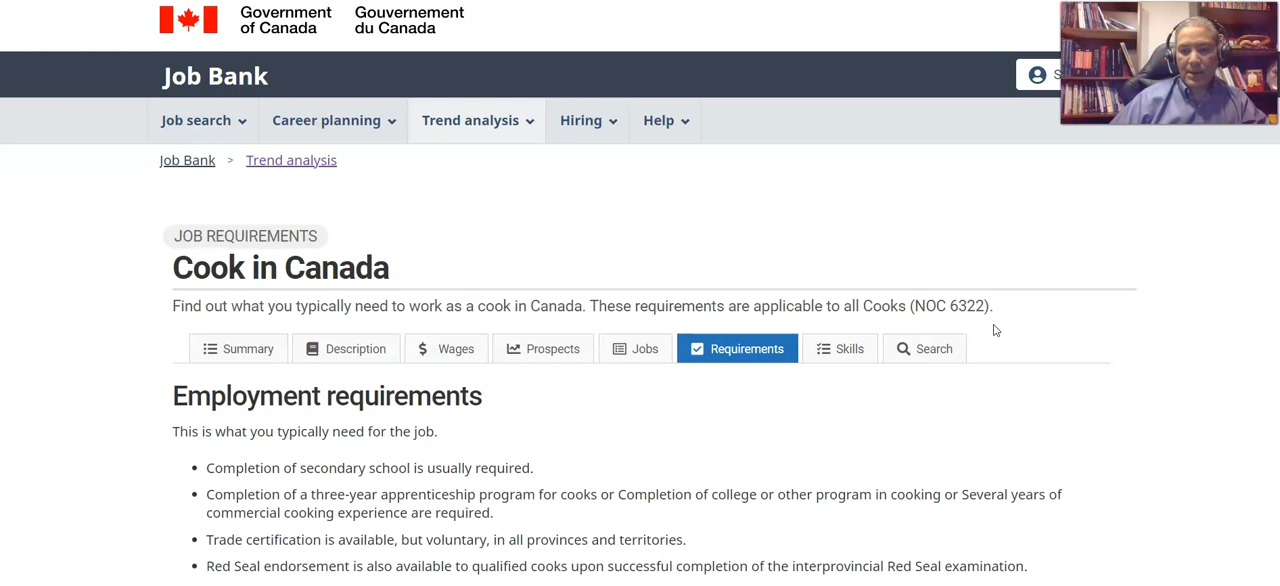 Government of Canada
Gouvernement du Canada
Job Bank
S
Job search
Career planning
Trend analysis
Hiring
Help
Job Bank > Trend analysis
JOB REQUIREMENTS
Cook in Canada
Find out what you typically need to work as a cook in Canada. These requirements are applicable to all Cooks (NOC 6322).
Summary
Description
$ Wages
Prospects
Jobs
Requirements
Skills
Search
Employment requirements
This is what you typically need for the job.
• Completion of secondary school is usually required.
• Completion of a three-year apprenticeship program for cooks or Completion of college or other program in cooking or Several years of
commercial cooking experience are required.
• Trade certification is available, but voluntary, in all provinces and territories.
• Red Seal endorsement is also available to qualified cooks upon successful completion of the interprovincial Red Seal examination.